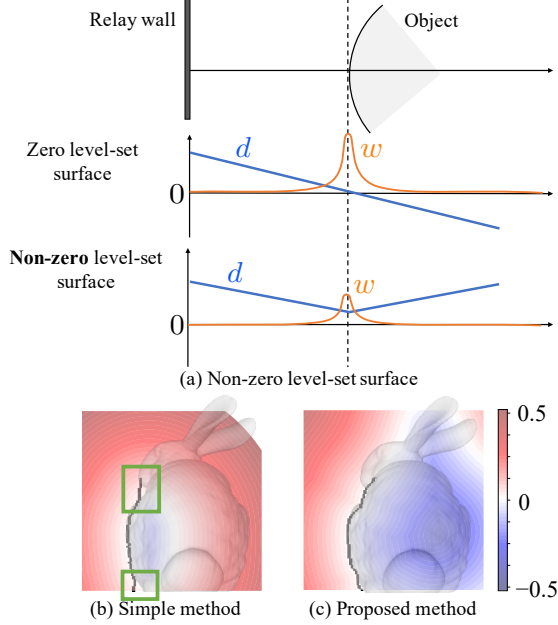 Relay wall
Object
Zero level-set
surface
d
w
0
Non-zero level-set
surface
d
w
0
(a) Non-zero level-set surface
0.5
0
−0.5
(b) Simple method
(c) Proposed method